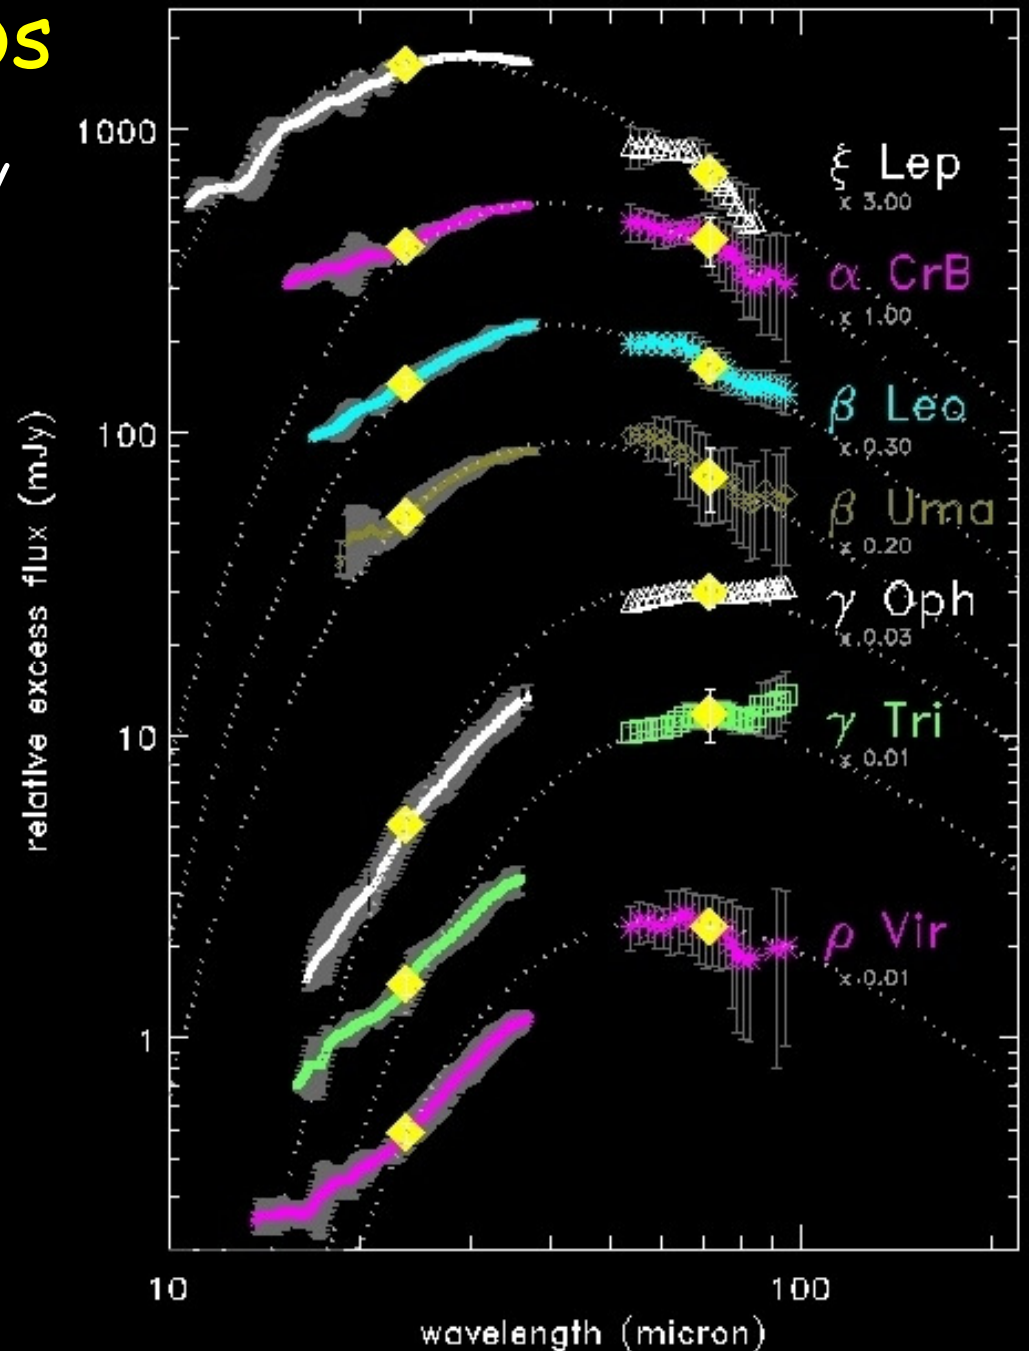 1000
100
10
1
relative excess flux (mJy)
ξ Lep
x 3.00
α CrB
x 1.00
β Leo
x 0.30
β Uma
x 0.20
γ Oph
x 0.03
γ Tri
x 0.01
ρ Vir
x 0.01
10
100
wavelength (micron)